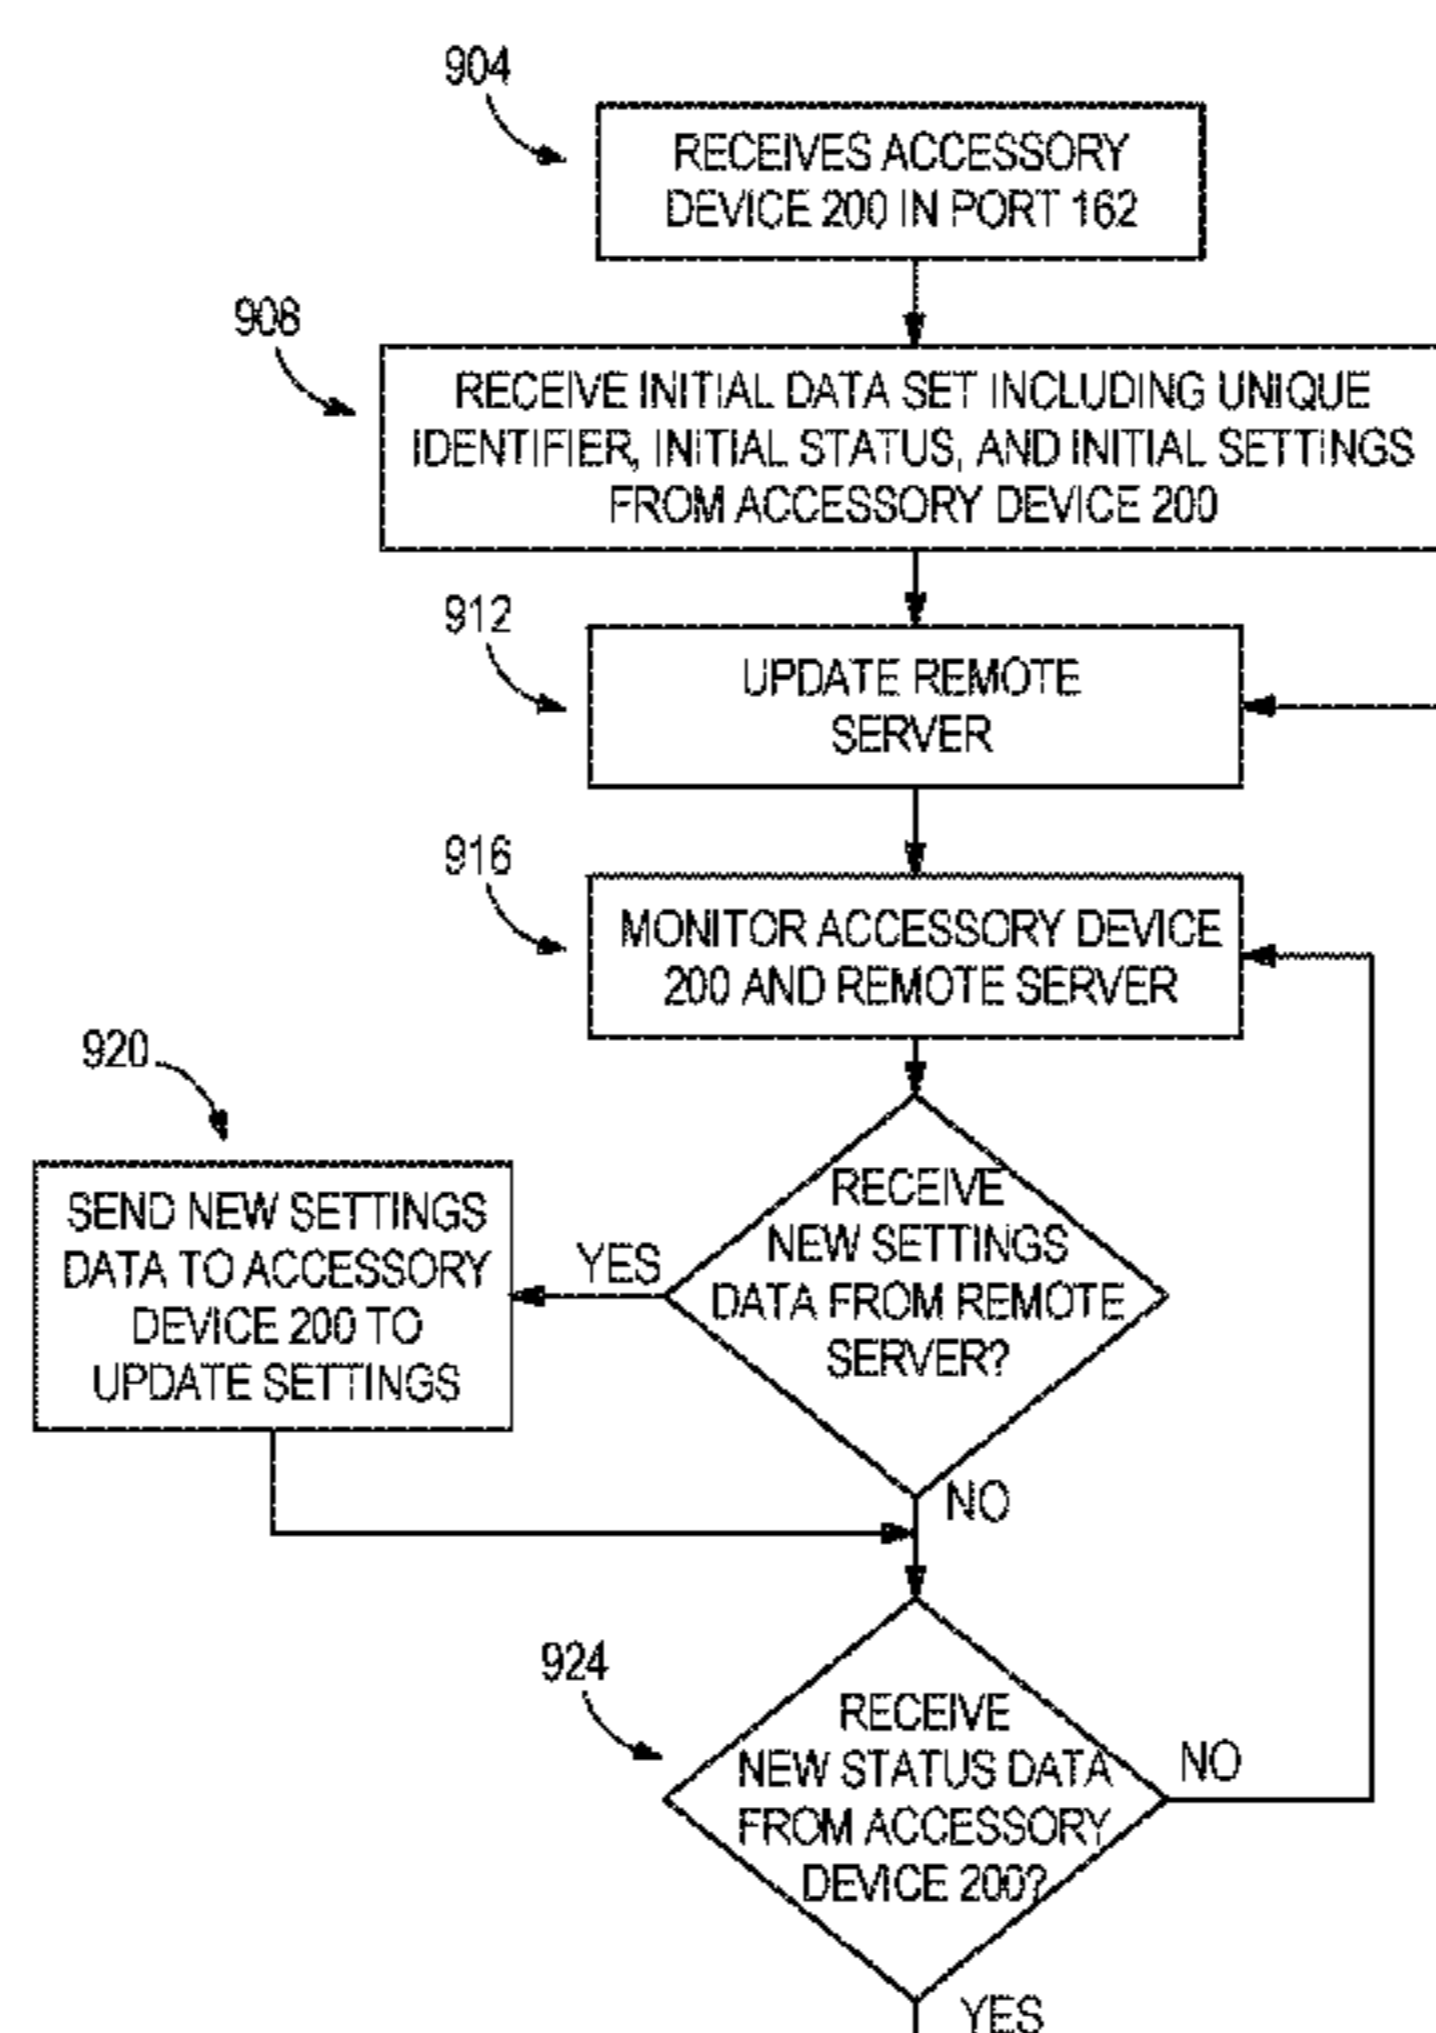 904
RECEIVES ACCESSORY
DEVICE 200 IN PORT 162
908
RECEIVE INITIAL DATA SET INCLUDING UNIQUE
IDENTIFIER, INITIAL STATUS, AND INITIAL SETTINGS
FROM ACCESSORY DEVICE 200
912
UPDATE REMOTE
SERVER
916
MONITOR ACCESSORY DEVICE
200 AND REMOTE SERVER
920
SEND NEW SETTINGS
DATA TO ACCESSORY
DEVICE 200 TO
UPDATE SETTINGS
YES
RECEIVE
NEW SETTINGS
DATA FROM REMOTE
SERVER?
NO
924
RECEIVE
NEW STATUS DATA
FROM ACCESSORY
DEVICE 200?
NO
YES